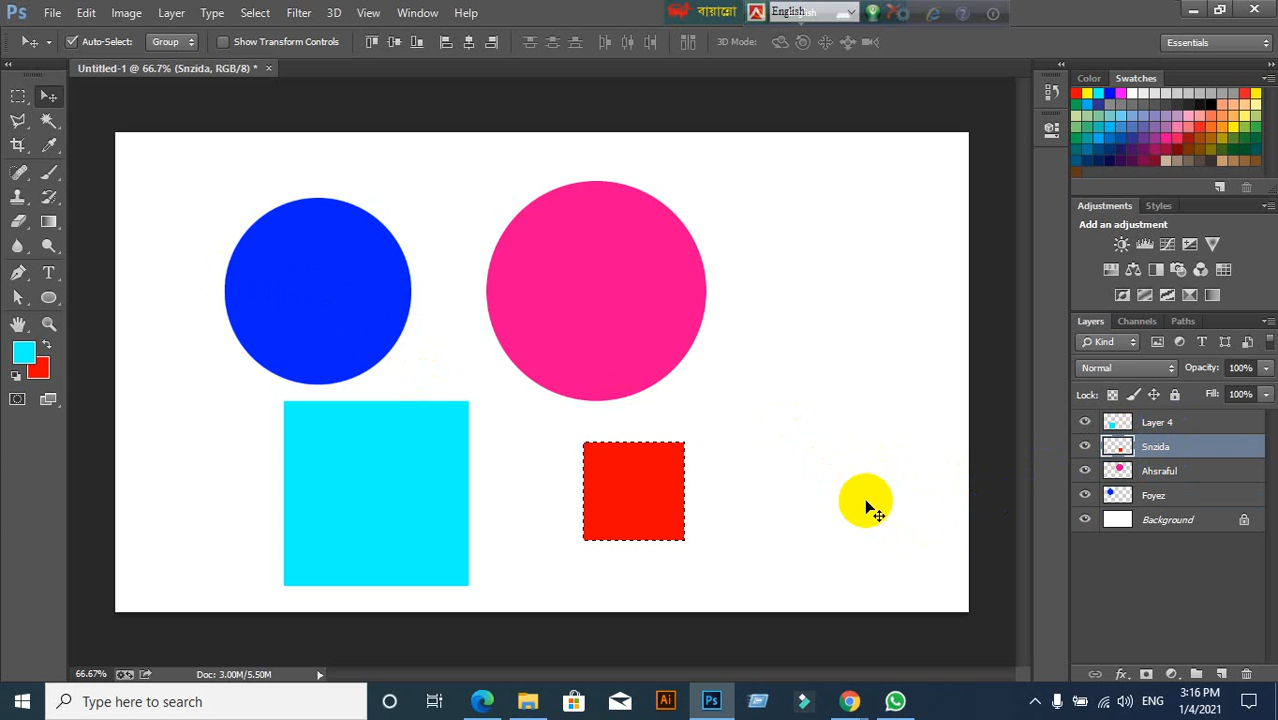 Ps File Edit Image Layer Type Select Filter 3D View Window Help
বায়ান্নো English
Auto-Select: Group Show Transform Controls 3D Mode: Essentials
Untitled-1 @ 66.7% (Snzida, RGB/8) * ×
Color Swatches
Adjustments Styles
Add an adjustment
Layers Channels Paths
Kind
Normal Opacity: 100%
Lock: Fill: 100%
Layer 4
Snzida
Ahsraful
Foyez
Background
66.67% Doc: 3.00M/5.50M
Type here to search Ai Ps ENG 3:16 PM
1/4/2021